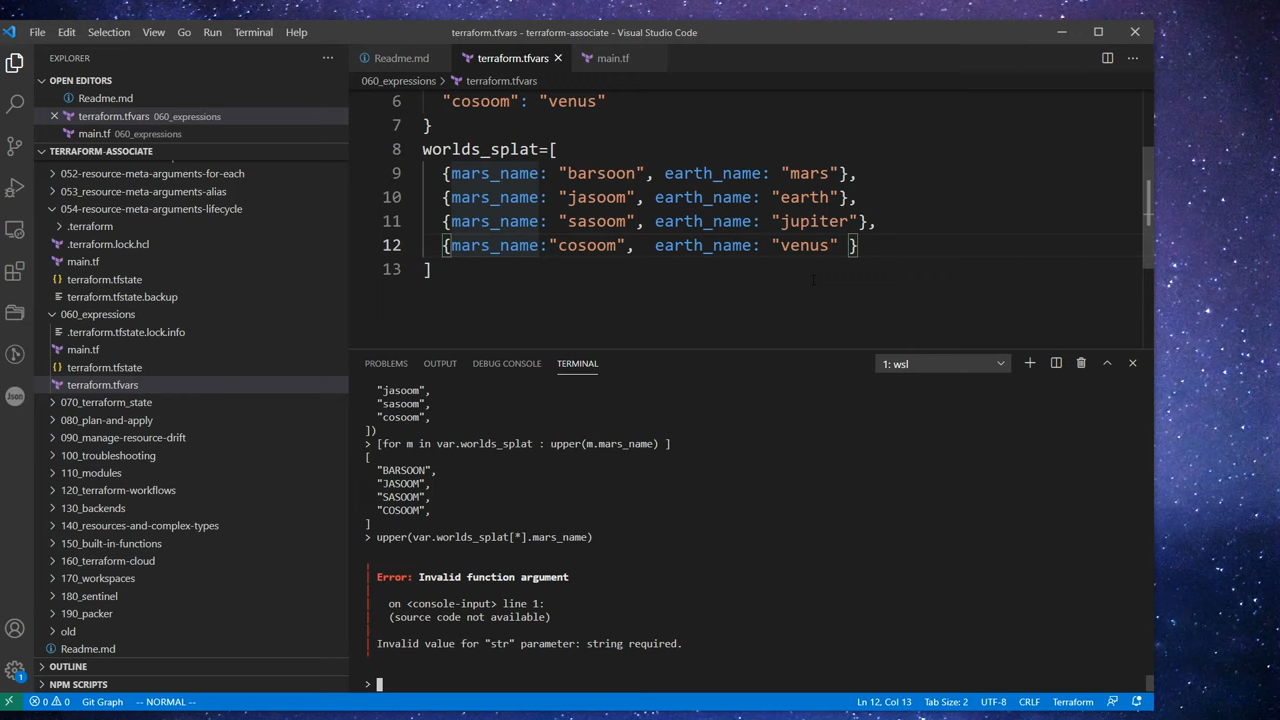 File Edit Selection View Go Run Terminal Help
terraform.tfvars - terraform-associate - Visual Studio Code
EXPLORER
OPEN EDITORS
Readme.md
terraform.tfvars 060_expressions
main.tf 060_expressions
TERRAFORM-ASSOCIATE
052-resource-meta-arguments-for-each
053_resource-meta-arguments-alias
054-resource-meta-arguments-lifecycle
.terraform
.terraform.lock.hcl
main.tf
terraform.tfstate
terraform.tfstate.backup
060_expressions
.terraform.tfstate.lock.info
main.tf
terraform.tfstate
terraform.tfvars
070_terraform_state
080_plan-and-apply
090_manage-resource-drift
100_troubleshooting
110_modules
120_terraform-workflows
130_backends
140_resources-and-complex-types
150_built-in-functions
160_terraform-cloud
170_workspaces
180_sentinel
190_packer
old
Readme.md
OUTLINE
NPM SCRIPTS
Json
1
Readme.md terraform.tfvars main.tf
060_expressions > terraform.tfvars
6 "cosoom": "venus"
7 }
8 worlds_splat=[
9 {mars_name: "barsoon", earth_name: "mars"},
10 {mars_name: "jasoom", earth_name: "earth"},
11 {mars_name: "sasoom", earth_name: "jupiter"},
12 {mars_name:"cosoom", earth_name: "venus" }
13 ]
PROBLEMS OUTPUT DEBUG CONSOLE TERMINAL 1: wsl
"jasoom",
"sasoom",
"cosoom",
])
> [for m in var.worlds_splat : upper(m.mars_name) ]
[
"BARSOON",
"JASOOM",
"SASOOM",
"COSOOM",
]
> upper(var.worlds_splat[*].mars_name)
Error: Invalid function argument
on <console-input> line 1:
(source code not available)
Invalid value for "str" parameter: string required.
>
0 0 Git Graph -- NORMAL -- Ln 12, Col 13 Tab Size: 2 UTF-8 CRLF Terraform